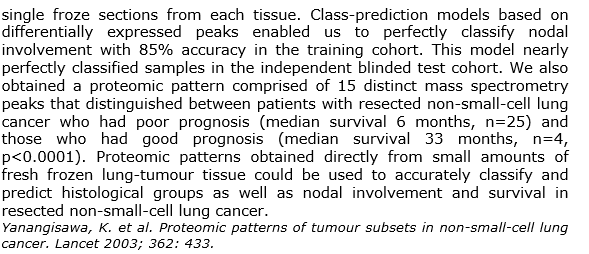 single froze sections from each tissue. Class-prediction models based on
differentially expressed peaks enabled us to perfectly classify nodal
involvement with 85% accuracy in the training cohort. This model nearly
perfectly classified samples in the independent blinded test cohort. We also
obtained a proteomic pattern comprised of 15 distinct mass spectrometry
peaks that distinguished between patients with resected non-small-cell lung
cancer who had poor prognosis (median survival 6 months, n=25) and
those who had good prognosis (median survival 33 months, n=4,
p<0.0001). Proteomic patterns obtained directly from small amounts of
fresh frozen lung-tumour tissue could be used to accurately classify and
predict histological groups as well as nodal involvement and survival in
resected non-small-cell lung cancer.
Yanangisawa, K. et al. Proteomic patterns of tumour subsets in non-small-cell lung
cancer. Lancet 2003; 362: 433.